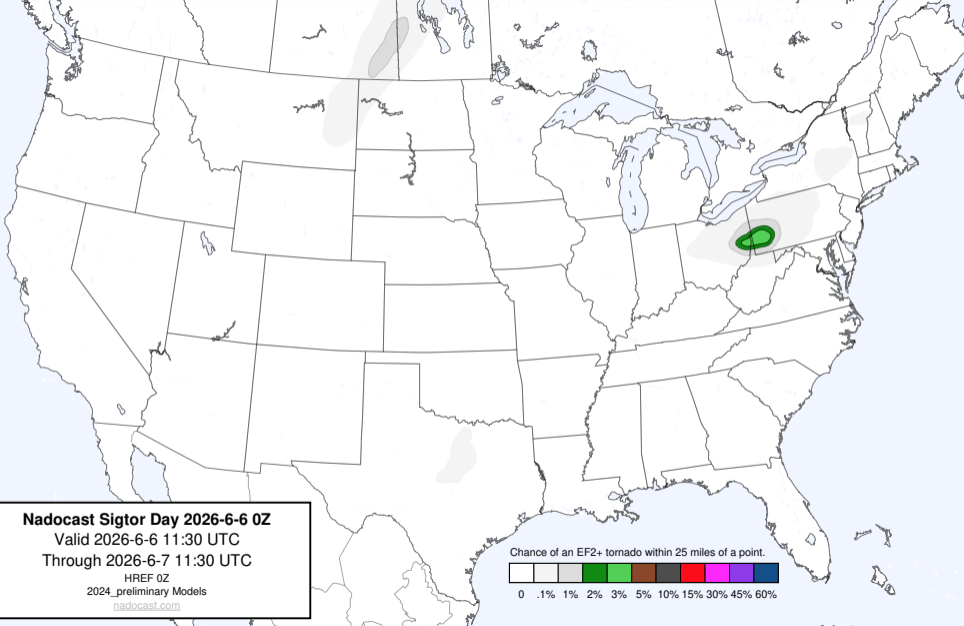 Nadocast Sigtor Day 2026-6-6 0Z
Valid 2026-6-6 11:30 UTC
Through 2026-6-7 11:30 UTC
HREF 0Z
2024_preliminary Models
nadocast.com
Chance of an EF2+ tornado within 25 miles of a point.
0 .1% 1% 2% 3% 5% 10% 15% 30% 45% 60%